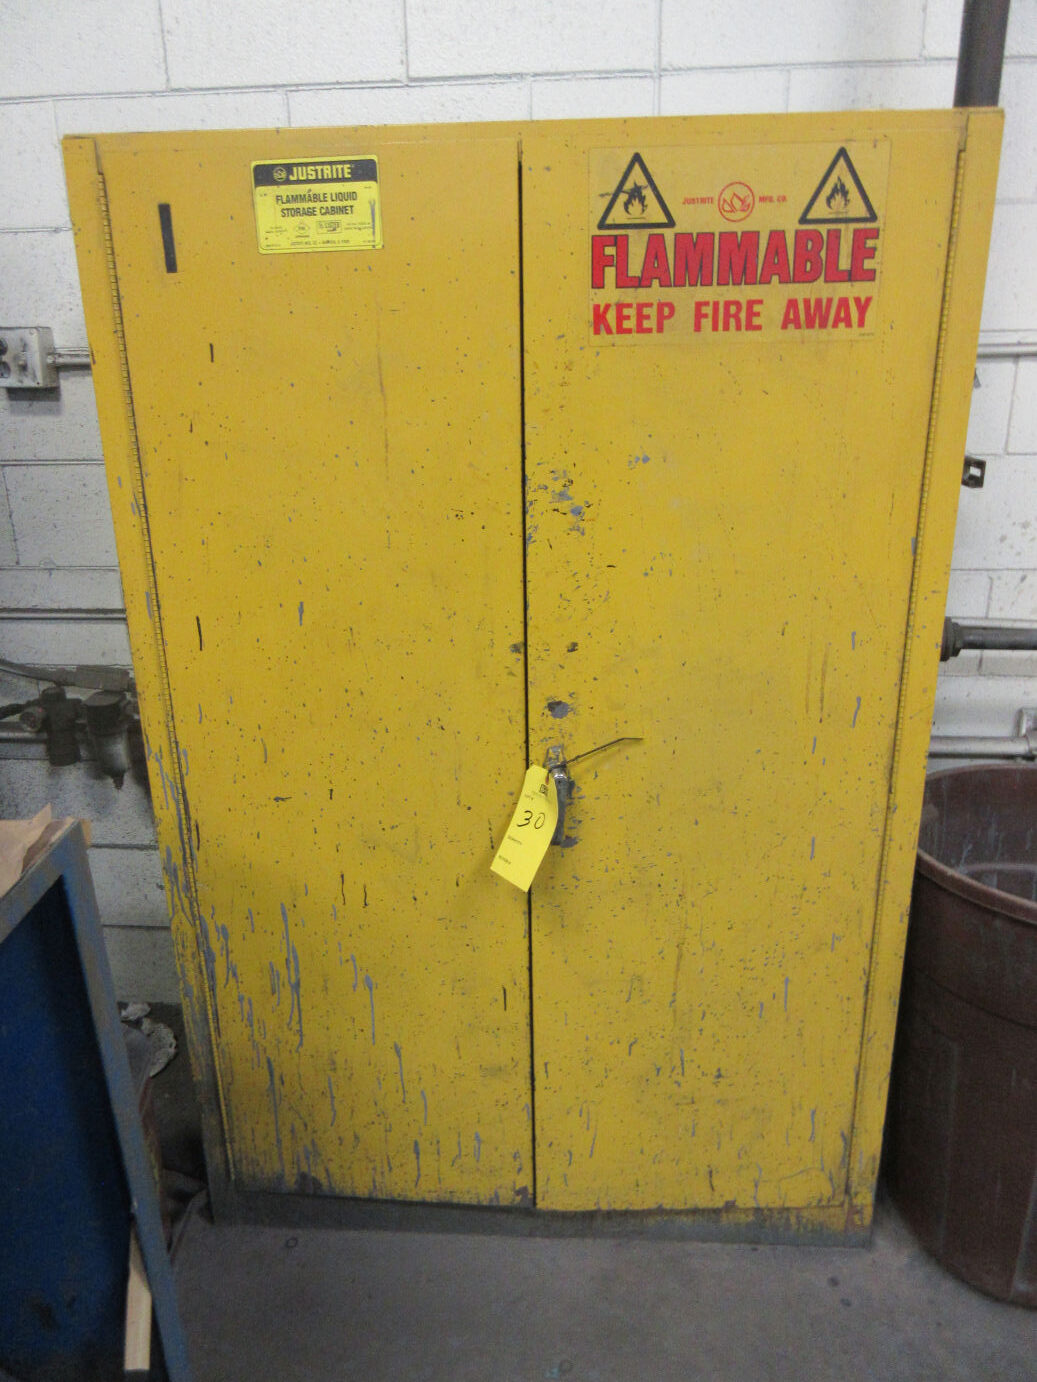 JUSTRITE
FLAMMABLE LIQUID
STORAGE CABINET
JUSTRITE MFG. CO.
FLAMMABLE
KEEP FIRE AWAY
30